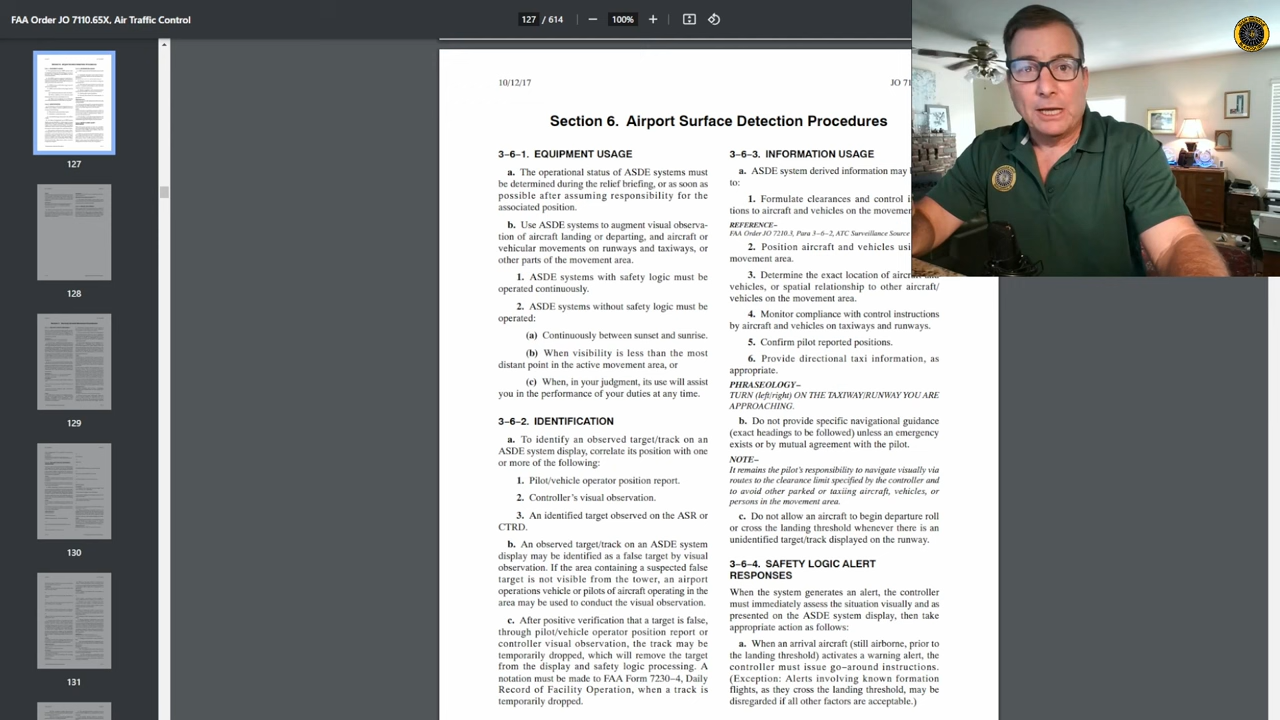 FAA Order JO 7110.65X, Air Traffic Control
127 / 614
100%
127
128
129
130
131
10/12/17
JO
Section 6. Airport Surface Detection Procedures
3-6-1. EQUIPMENT USAGE
a. The operational status of ASDE systems must
be determined during the relief briefing, or as soon as
possible after assuming responsibility for the
associated position.
b. Use ASDE systems to augment visual observa-
tion of aircraft landing or departing, and aircraft or
vehicular movements on runways and taxiways, or
other parts of the movement area.
1. ASDE systems with safety logic must be
operated continuously.
2. ASDE systems without safety logic must be
operated:
(a) Continuously between sunset and sunrise.
(b) When visibility is less than the most
distant point in the active movement area, or
(c) When, in your judgment, its use will assist
you in the performance of your duties at any time.
3-6-2. IDENTIFICATION
a. To identify an observed target/track on an
ASDE system display, correlate its position with one
or more of the following:
1. Pilot/vehicle operator position report.
2. Controller's visual observation.
3. An identified target observed on the ASR or
CTRD.
b. An observed target/track on an ASDE system
display may be identified as a false target by visual
observation. If the area containing a suspected false
target is not visible from the tower, an airport
operations vehicle or pilots of aircraft operating in the
area may be used to conduct the visual observation.
c. After positive verification that a target is false,
through pilot/vehicle operator position report or
controller visual observation, the track may be
temporarily dropped, which will remove the target
from the display and safety logic processing. A
notation must be made to FAA Form 7230-4, Daily
Record of Facility Operation, when a track is
temporarily dropped.
3-6-3. INFORMATION USAGE
a. ASDE system derived information may
to:
1. Formulate clearances and control
tions to aircraft and vehicles on the
REFERENCE-
FAA Order JO 7210.3, Para 3-6-2, ATC Surveillance Source
2. Position aircraft and vehicles
movement area.
3. Determine the exact location of
vehicles, or spatial relationship to other aircraft/
vehicles on the movement area.
4. Monitor compliance with control instructions
by aircraft and vehicles on taxiways and runways.
5. Confirm pilot reported positions.
6. Provide directional taxi information, as
appropriate.
PHRASEOLOGY-
TURN (left/right) ON THE TAXIWAY/RUNWAY YOU ARE
APPROACHING.
b. Do not provide specific navigational guidance
(exact headings to be followed) unless an emergency
exists or by mutual agreement with the pilot.
NOTE-
It remains the pilot's responsibility to navigate visually via
routes to the clearance limit specified by the controller and
to avoid other parked or taxiing aircraft, vehicles, or
persons in the movement area.
c. Do not allow an aircraft to begin departure roll
or cross the landing threshold whenever there is an
unidentified target/track displayed on the runway.
3-6-4. SAFETY LOGIC ALERT
RESPONSES
When the system generates an alert, the controller
must immediately assess the situation visually and as
presented on the ASDE system display, then take
appropriate action as follows:
a. When an arrival aircraft (still airborne, prior to
the landing threshold) activates a warning alert, the
controller must issue go-around instructions.
(Exception: Alerts involving known formation
flights, as they cross the landing threshold, may be
disregarded if all other factors are acceptable.)